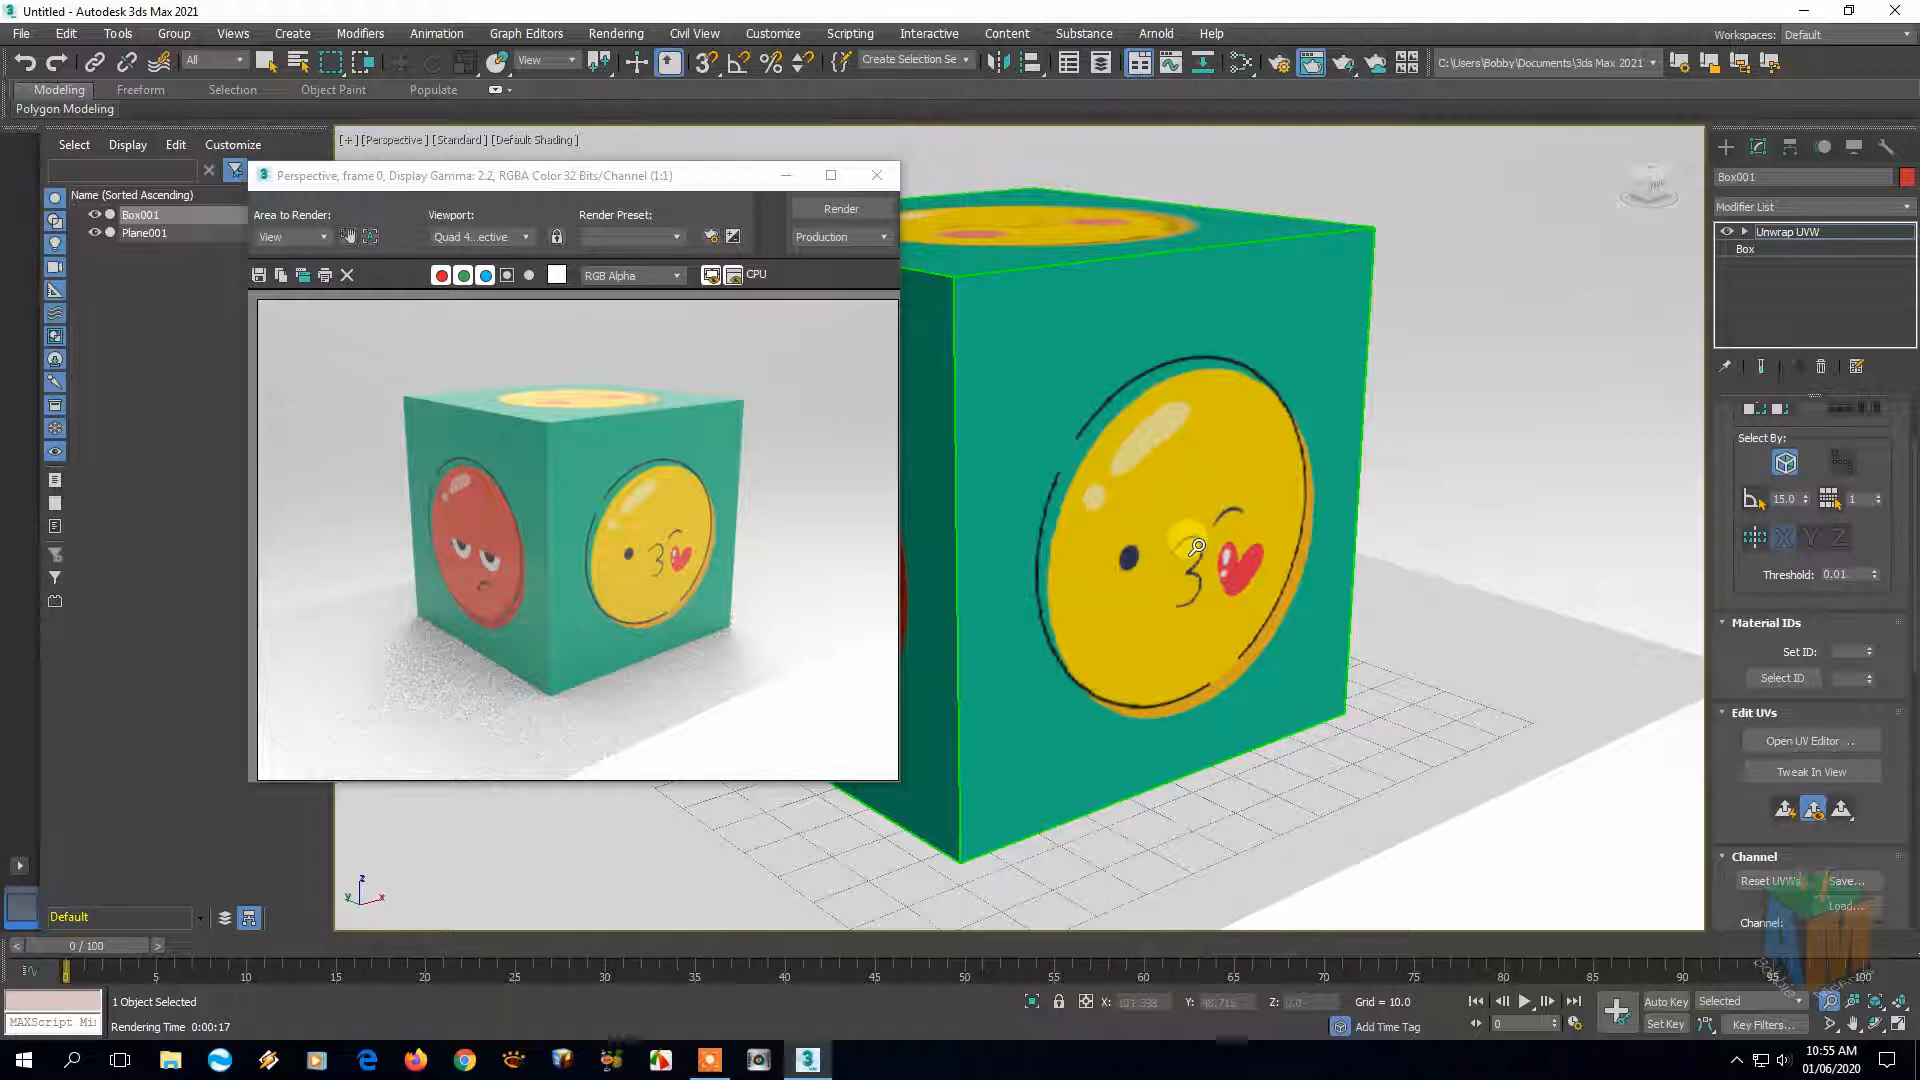 Untitled - Autodesk 3ds Max 2021
File Edit Tools Group Views Create Modifiers Animation Graph Editors Rendering Civil View Customize Scripting Interactive Content Substance Arnold Help
Workspaces: Default
All View Create Selection Se C:\Users\Bobby\Documents\3ds Max 2021
Modeling Freeform Selection Object Paint Populate
Polygon Modeling
Select Display Edit Customize
[+] [Perspective] [Standard] [Default Shading]
Name (Sorted Ascending)
Box001
Plane001
Perspective, frame 0, Display Gamma: 2.2, RGBA Color 32 Bits/Channel (1:1)
Area to Render: Viewport: Render Preset: Render
View Quad 4...ective Production
RGB Alpha CPU
Box001
Modifier List
Unwrap UVW
Box
Select By:
15.0 1
X Y Z
Threshold: 0.01
Material IDs
Set ID:
Select ID
Edit UVs
Open UV Editor ...
Tweak In View
Channel
Reset UVWs Save...
Load...
Channel:
z
y x
Default
< 0 / 100 >
0 5 10 15 20 25 30 35 40 45 50 55 60 65 70 75 80 85 90 95 100
1 Object Selected
X: Y: Z: Grid = 10.0
Auto Key Selected
MAXScript Mi
Rendering Time 0:00:17
Add Time Tag
0
Set Key Key Filters...
10:55 AM
01/06/2020